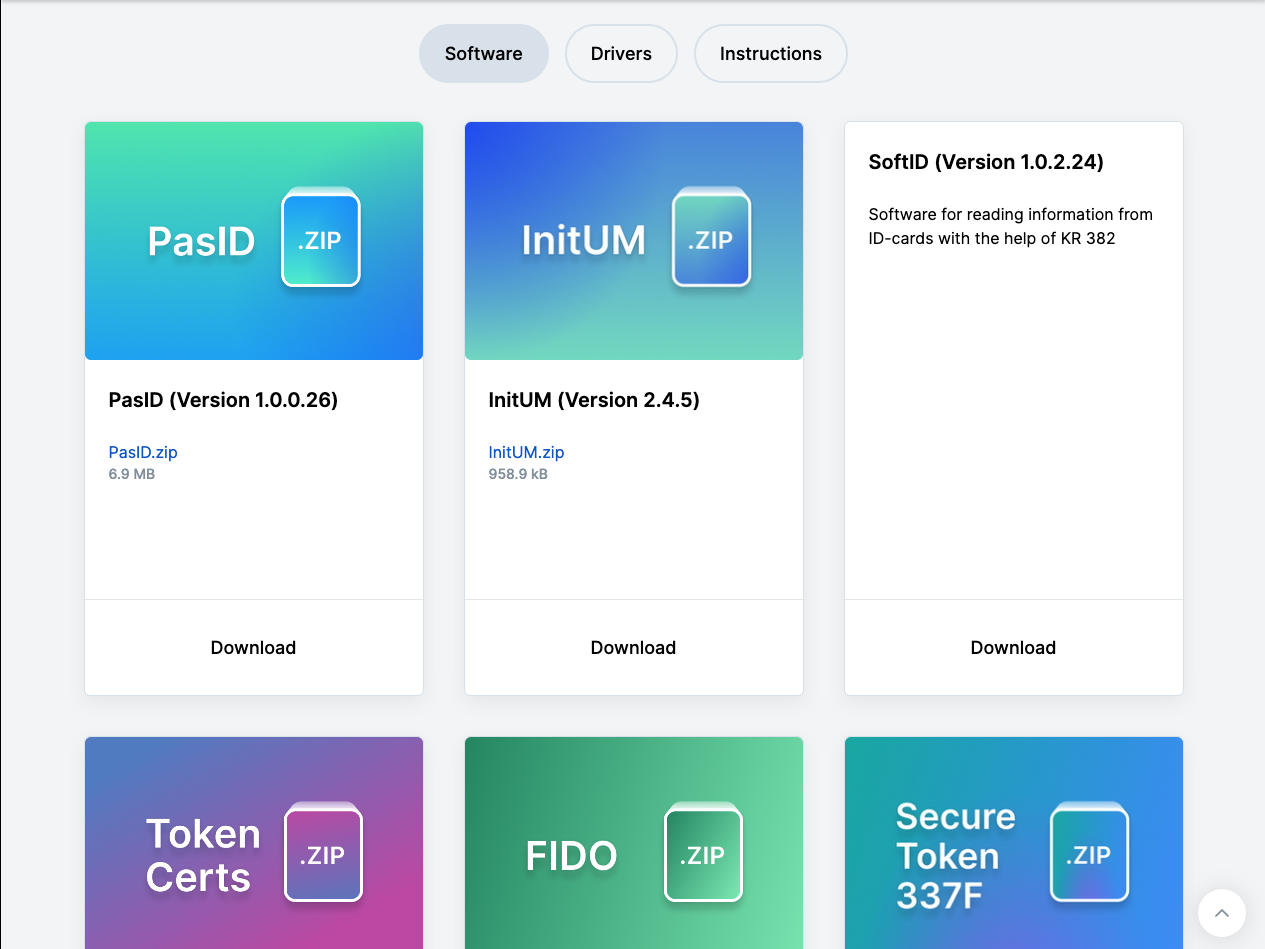 Software
Drivers
Instructions
PasID
.ZIP
PasID (Version 1.0.0.26)
PasID.zip
6.9 MB
Download
InitUM
.ZIP
InitUM (Version 2.4.5)
InitUM.zip
958.9 kB
Download
SoftID (Version 1.0.2.24)
Software for reading information from
ID-cards with the help of KR 382
Download
Token
Certs
.ZIP
FIDO
.ZIP
Secure
Token
337F
.ZIP